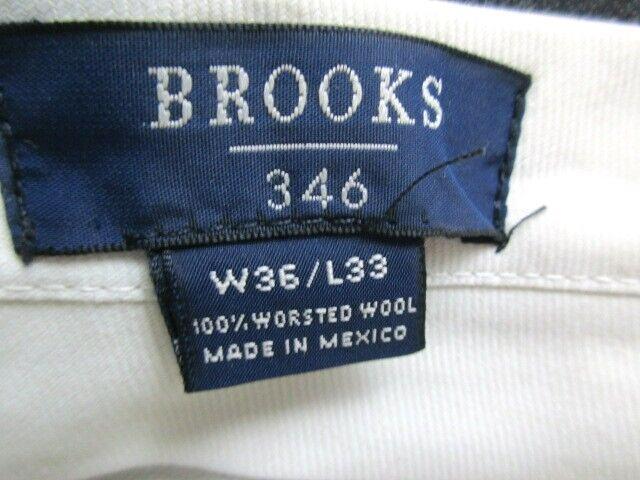 BROOKS
346
W36/L33
100% WORSTED WOOL
MADE IN MEXICO